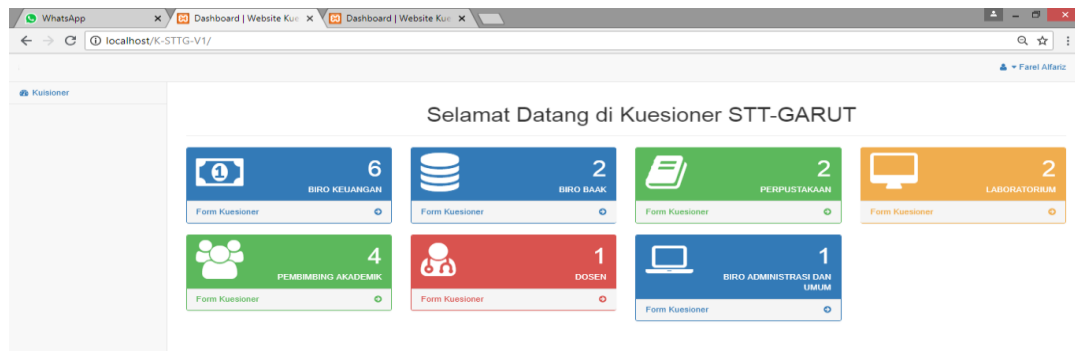 WhatsApp
Dashboard | Website Kue
Dashboard | Website Kue
localhost/K-STTG-V1/
Farel Alfariz
Kuisioner
Selamat Datang di Kuesioner STT-GARUT
6
BIRO KEUANGAN
Form Kuesioner
2
BIRO BAAK
Form Kuesioner
2
PERPUSTAKAAN
Form Kuesioner
2
LABORATORIUM
Form Kuesioner
4
PEMBIMBING AKADEMIK
Form Kuesioner
1
DOSEN
Form Kuesioner
1
BIRO ADMINISTRASI DAN
UMUM
Form Kuesioner